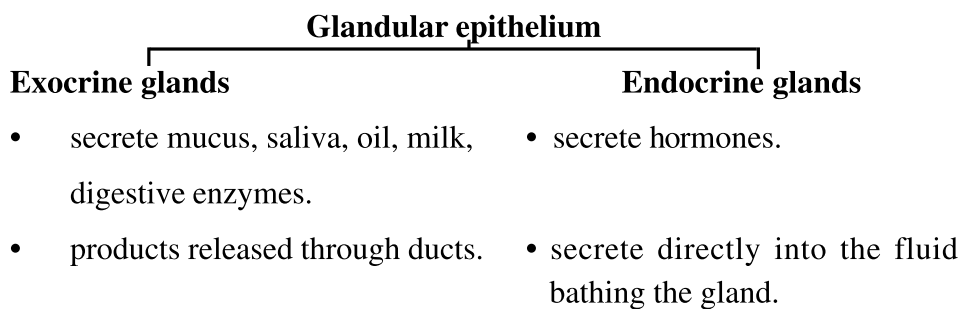 Glandular epithelium
Exocrine glands
• secrete mucus, saliva, oil, milk,
digestive enzymes.
• products released through ducts.
Endocrine glands
• secrete hormones.
• secrete directly into the fluid
bathing the gland.